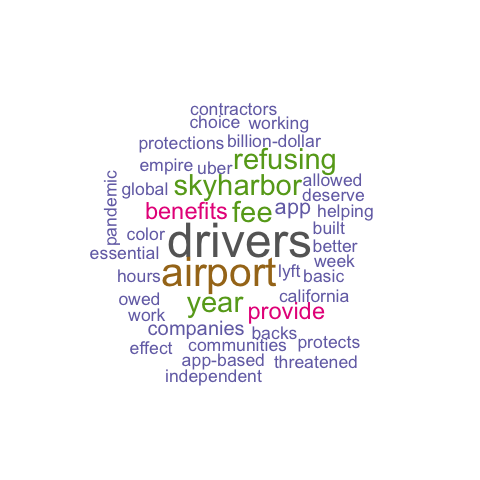 contractors
choice working
protections billion-dollar
empire uber refusing
pandemic global skyharbor allowed
deserve
benefits fee app helping
color drivers built
essential better
hours airport lyft week
basic
owed year california
work provide
companies backs
effect communities protects
app-based threatened
independent